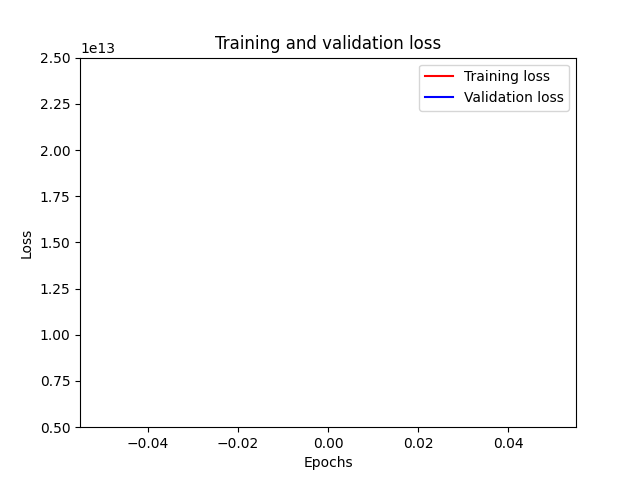 Training and validation loss
1e13
Training loss
Validation loss
2.50
2.25
2.00
1.75
1.50
1.25
1.00
0.75
0.50
Loss
−0.04 −0.02 0.00 0.02 0.04
Epochs